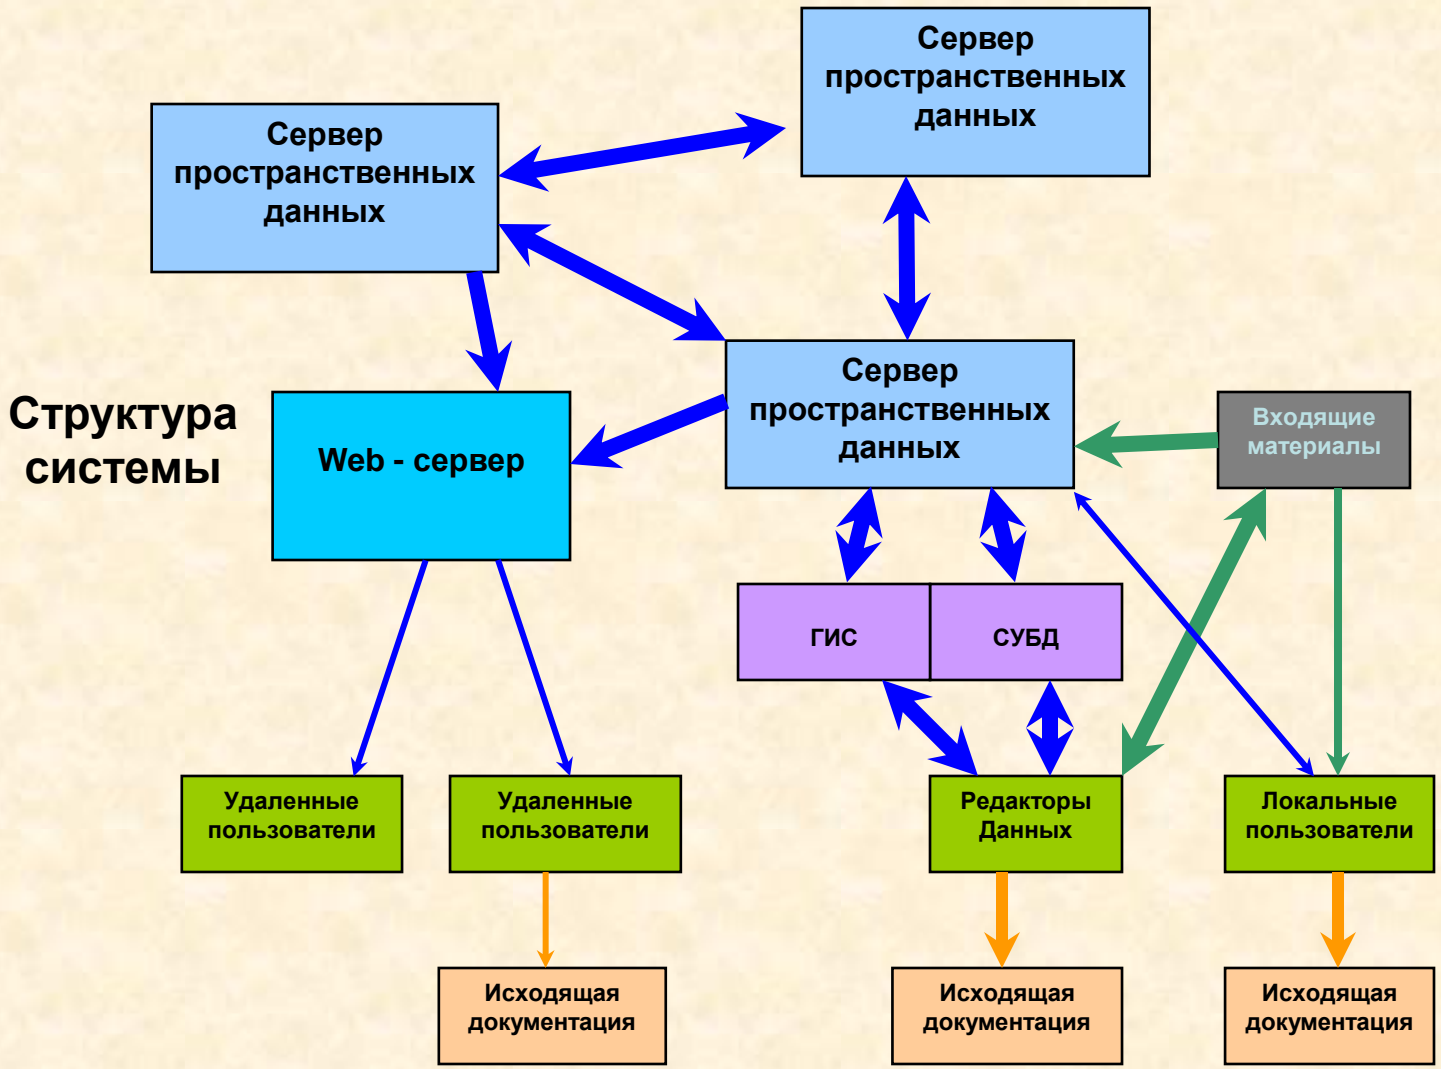 Сервер
пространственных
данных
Сервер
пространственных
данных
Структура
системы
Сервер
пространственных
данных
Web - сервер
Входящие
материалы
ГИС
СУБД
Удаленные
пользователи
Удаленные
пользователи
Редакторы
Данных
Локальные
пользователи
Исходящая
документация
Исходящая
документация
Исходящая
документация